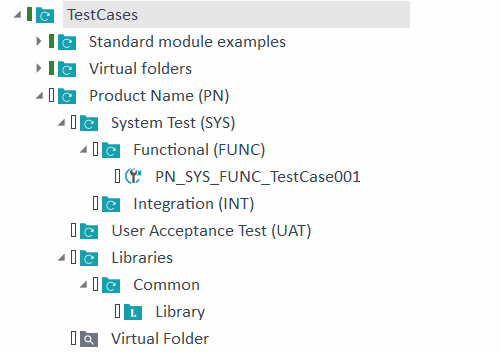 TestCases
Standard module examples
Virtual folders
Product Name (PN)
System Test (SYS)
Functional (FUNC)
PN_SYS_FUNC_TestCase001
Integration (INT)
User Acceptance Test (UAT)
Libraries
Common
Library
Virtual Folder